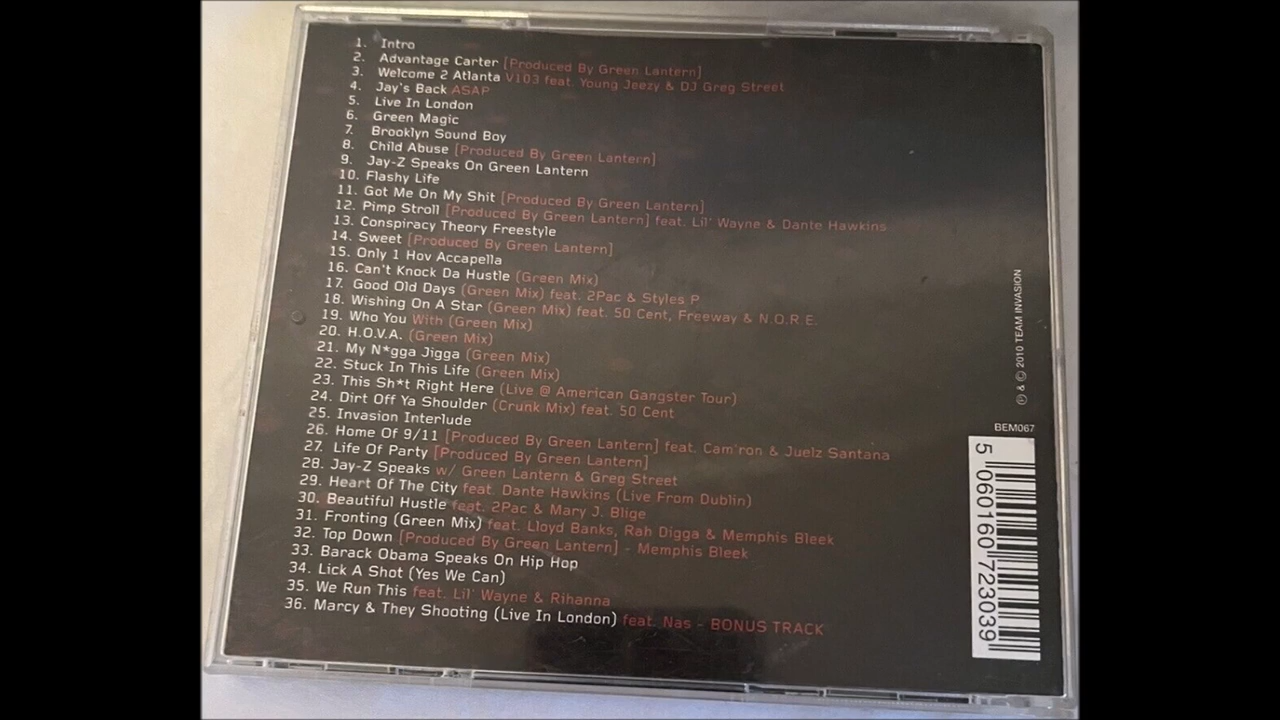 1. Intro
2. Advantage Carter [Produced By Green Lantern]
3. Welcome 2 Atlanta V103 feat. Young Jeezy & DJ Greg Street
4. Jay's Back ASAP
5. Live In London
6. Green Magic
7. Brooklyn Sound Boy
8. Child Abuse [Produced By Green Lantern]
9. Jay-Z Speaks On Green Lantern
10. Flashy Life
11. Got Me On My Shit [Produced By Green Lantern]
12. Pimp Stroll [Produced By Green Lantern] feat. Lil' Wayne & Dante Hawkins
13. Conspiracy Theory Freestyle
14. Sweet [Produced By Green Lantern]
15. Only 1 Hov Accapella
16. Can't Knock Da Hustle (Green Mix)
17. Good Old Days (Green Mix) feat. 2Pac & Styles P
18. Wishing On A Star (Green Mix) feat. 50 Cent, Freeway & N.O.R.E.
19. Who You With (Green Mix)
20. H.O.V.A. (Green Mix)
21. My N*gga Jigga (Green Mix)
22. Stuck In This Life (Green Mix)
23. This Sh*t Right Here (Live @ American Gangster Tour)
24. Dirt Off Ya Shoulder (Crunk Mix) feat. 50 Cent
25. Invasion Interlude
26. Home Of 9/11 [Produced By Green Lantern] feat. Cam'ron & Juelz Santana
27. Life Of Party [Produced By Green Lantern]
28. Jay-Z Speaks w/ Green Lantern & Greg Street
29. Heart Of The City feat. Dante Hawkins (Live From Dublin)
30. Beautiful Hustle feat. 2Pac & Mary J. Blige
31. Fronting (Green Mix) feat. Lloyd Banks, Rah Digga & Memphis Bleek
32. Top Down [Produced By Green Lantern] - Memphis Bleek
33. Barack Obama Speaks On Hip Hop
34. Lick A Shot (Yes We Can)
35. We Run This feat. Lil' Wayne & Rihanna
36. Marcy & They Shooting (Live In London) feat. Nas - BONUS TRACK
℗ & © 2010 TEAM INVASION
BEM067
5 060160 723039